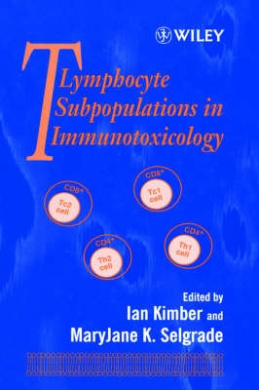 WILEY
T Lymphocyte
Subpopulations in
Immunotoxicology
CD8+
Tc2
cell
CD8+
Tc1
cell
CD4+
Th2
cell
CD4+
Th1
cell
Edited by
Ian Kimber and
MaryJane K. Selgrade